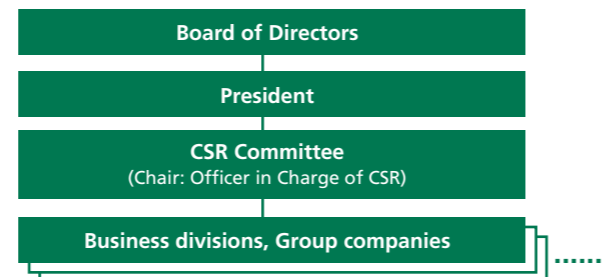 Board of Directors
President
CSR Committee
(Chair: Officer in Charge of CSR)
Business divisions, Group companies